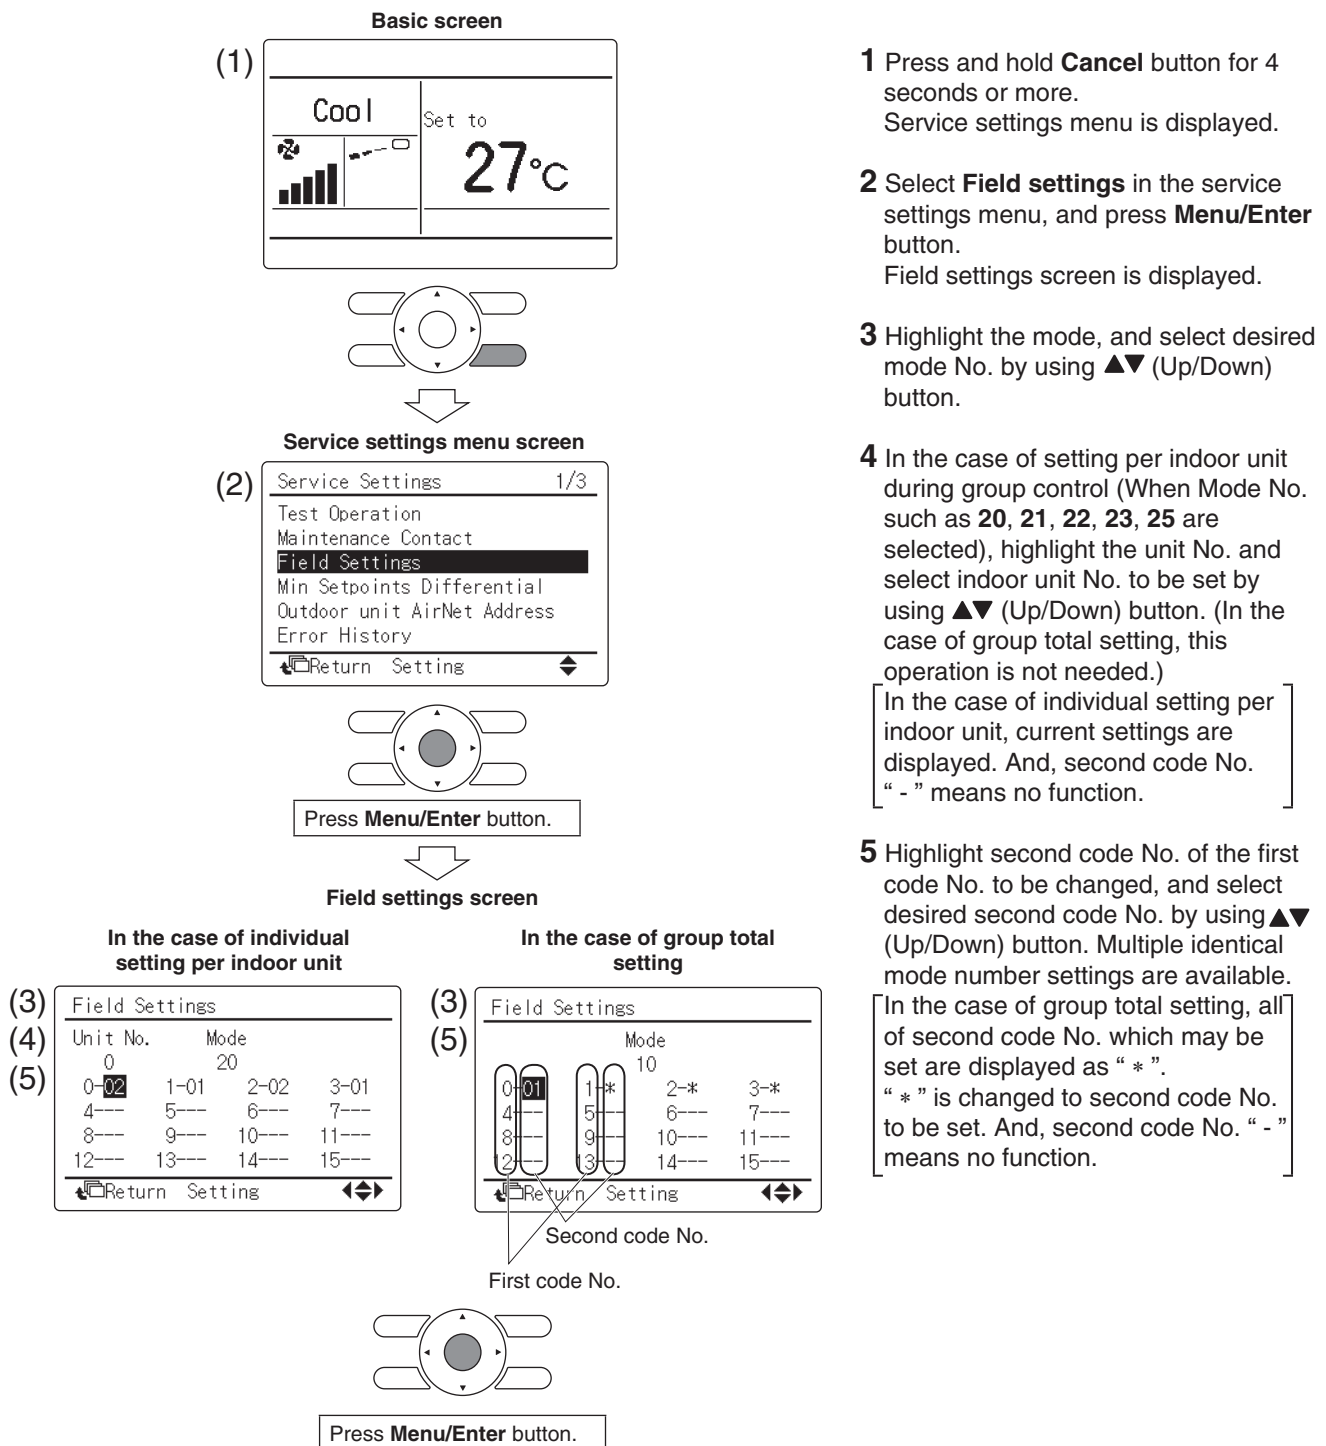 Basic screen
(1)
Cool
Set to
27°C
Service settings menu screen
(2)
Service Settings 1/3
Test Operation
Maintenance Contact
Field Settings
Min Setpoints Differential
Outdoor unit AirNet Address
Error History
Return Setting
Press Menu/Enter button.
Field settings screen
In the case of individual
setting per indoor unit
(3)
(4)
(5)
Field Settings
Unit No. Mode
0 20
0-02 1-01 2-02 3-01
4--- 5--- 6--- 7---
8--- 9--- 10--- 11---
12--- 13--- 14--- 15---
Return Setting
In the case of group total
setting
(3)
(5)
Field Settings
Mode
10
0-01 1-* 2-* 3-*
4--- 5--- 6--- 7---
8--- 9--- 10--- 11---
12--- 13--- 14--- 15---
Return Setting
Second code No.
First code No.
Press Menu/Enter button.
1 Press and hold Cancel button for 4
seconds or more.
Service settings menu is displayed.
2 Select Field settings in the service
settings menu, and press Menu/Enter
button.
Field settings screen is displayed.
3 Highlight the mode, and select desired
mode No. by using ▲▼ (Up/Down)
button.
4 In the case of setting per indoor unit
during group control (When Mode No.
such as 20, 21, 22, 23, 25 are
selected), highlight the unit No. and
select indoor unit No. to be set by
using ▲▼ (Up/Down) button. (In the
case of group total setting, this
operation is not needed.)
In the case of individual setting per
indoor unit, current settings are
displayed. And, second code No.
“ - ” means no function.
5 Highlight second code No. of the first
code No. to be changed, and select
desired second code No. by using ▲▼
(Up/Down) button. Multiple identical
mode number settings are available.
In the case of group total setting, all
of second code No. which may be
set are displayed as “ * ”.
“ * ” is changed to second code No.
to be set. And, second code No. “ - ”
means no function.